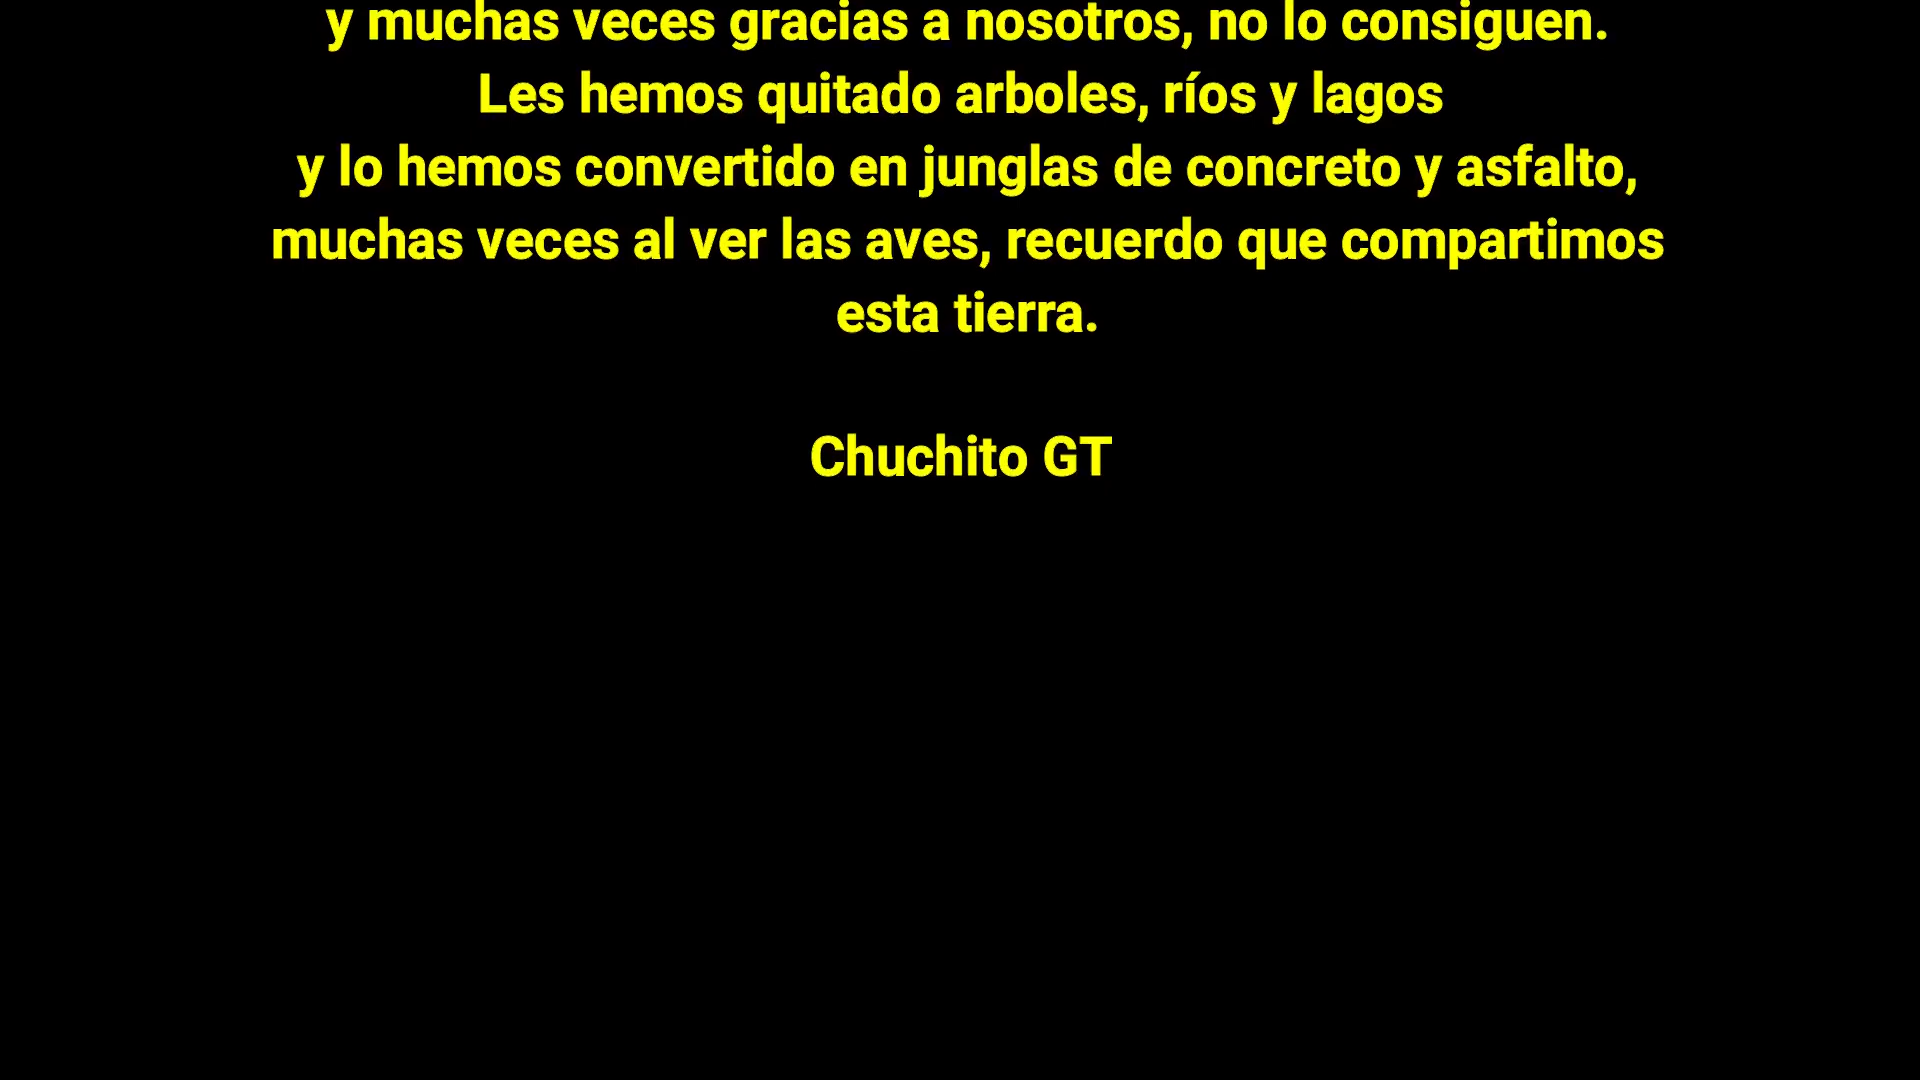 y muchas veces gracias a nosotros, no lo consiguen.
Les hemos quitado arboles, ríos y lagos
y lo hemos convertido en junglas de concreto y asfalto,
muchas veces al ver las aves, recuerdo que compartimos
esta tierra.
Chuchito GT